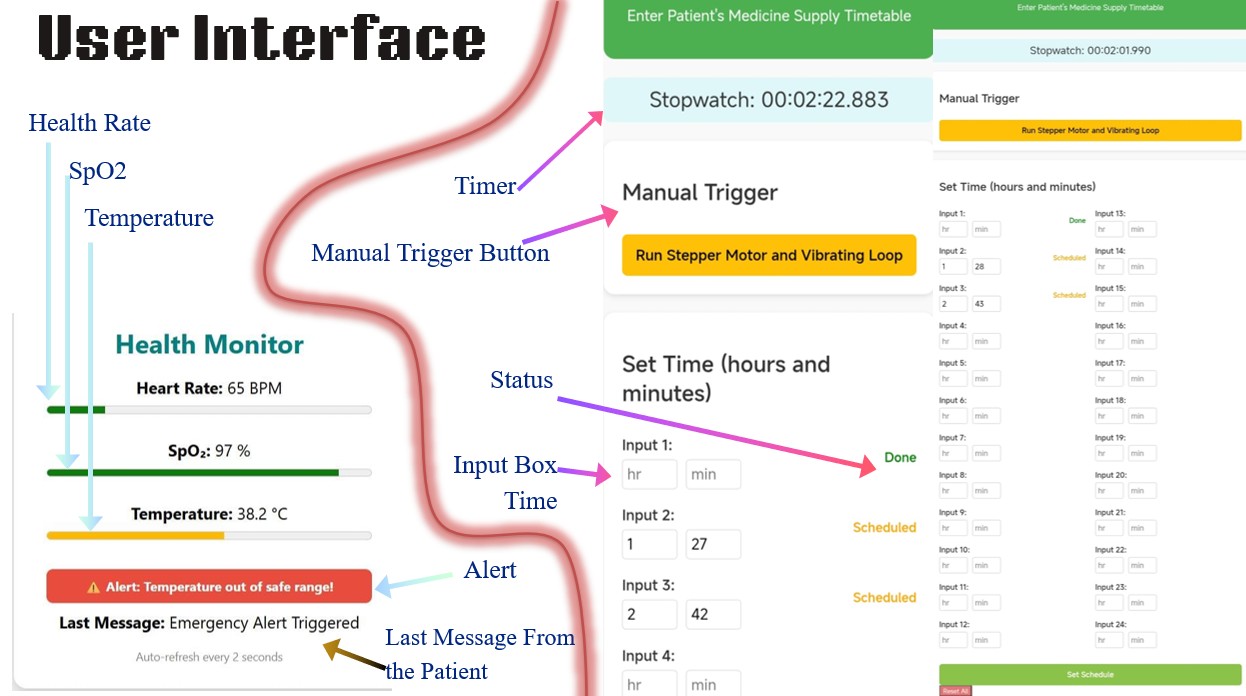 User Interface
Health Rate
SpO2
Temperature
Health Monitor
Heart Rate: 65 BPM
SpO₂: 97 %
Temperature: 38.2 °C
⚠ Alert: Temperature out of safe range!
Last Message: Emergency Alert Triggered
Auto-refresh every 2 seconds
Alert
Last Message From
the Patient
Timer
Manual Trigger Button
Status
Input Box
Time
Enter Patient's Medicine Supply Timetable
Stopwatch: 00:02:22.883
Manual Trigger
Run Stepper Motor and Vibrating Loop
Set Time (hours and
minutes)
Input 1:
hr min Done
Input 2:
1 27 Scheduled
Input 3:
2 42 Scheduled
Input 4:
hr min
Enter Patient's Medicine Supply Timetable
Stopwatch: 00:02:01.990
Manual Trigger
Run Stepper Motor and Vibrating Loop
Set Time (hours and minutes)
Input 1:
hr min Done
Input 2:
1 28 Scheduled
Input 3:
2 43 Scheduled
Input 4:
hr min
Input 5:
hr min
Input 6:
hr min
Input 7:
hr min
Input 8:
hr min
Input 9:
hr min
Input 10:
hr min
Input 11:
hr min
Input 12:
hr min
Input 13:
hr min
Input 14:
hr min
Input 15:
hr min
Input 16:
hr min
Input 17:
hr min
Input 18:
hr min
Input 19:
hr min
Input 20:
hr min
Input 21:
hr min
Input 22:
hr min
Input 23:
hr min
Input 24:
hr min
Set Schedule
Reset All